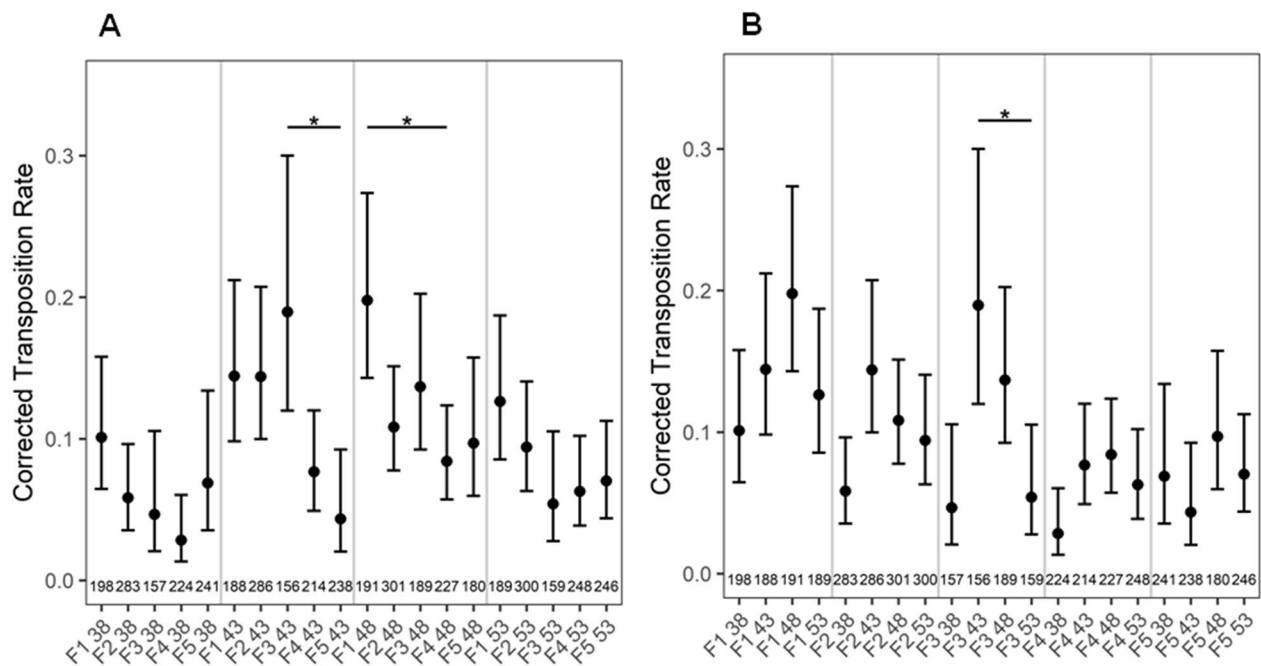 A
Corrected Transposition Rate
0.3
0.2
0.1
0.0
* *
198 283 157 224 241 188 286 156 214 238 191 301 189 227 180 189 300 159 248 246
F1 38 F2 38 F3 38 F4 38 F5 38 F1 43 F2 43 F3 43 F4 43 F5 43 F1 48 F2 48 F3 48 F4 48 F5 48 F1 53 F2 53 F3 53 F4 53 F5 53
B
Corrected Transposition Rate
0.3
0.2
0.1
0.0
*
198 188 191 189 283 286 301 300 157 156 189 159 224 214 227 248 241 238 180 246
F1 38 F1 43 F1 48 F1 53 F2 38 F2 43 F2 48 F2 53 F3 38 F3 43 F3 48 F3 53 F4 38 F4 43 F4 48 F4 53 F5 38 F5 43 F5 48 F5 53